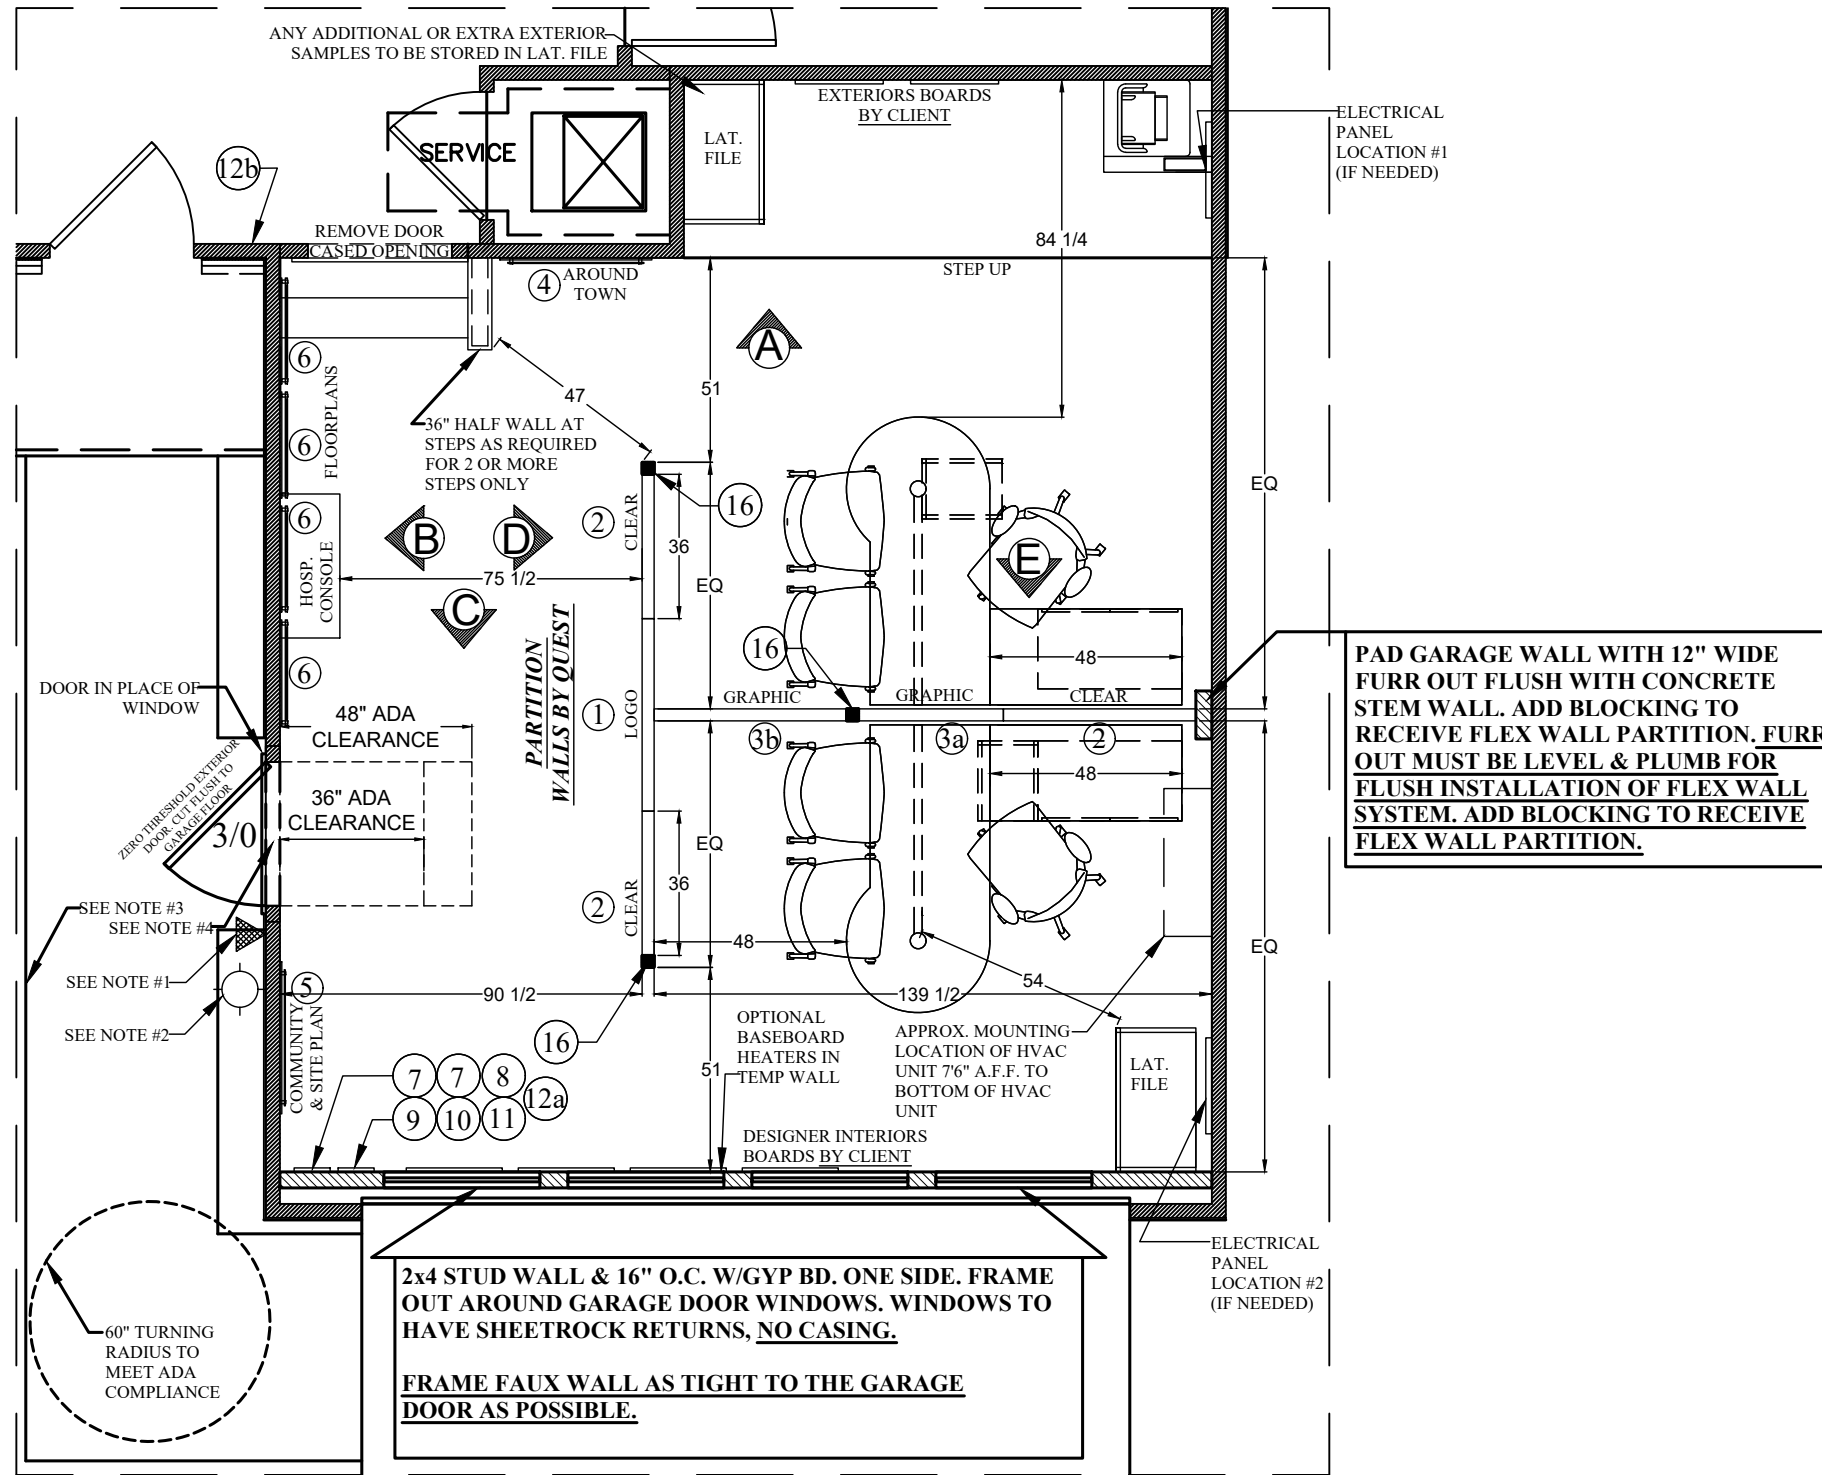 ANY ADDITIONAL OR EXTRA EXTERIOR
SAMPLES TO BE STORED IN LAT. FILE
EXTERIORS BOARDS
BY CLIENT
ELECTRICAL
PANEL
LOCATION #1
(IF NEEDED)
LAT.
FILE
SERVICE
12b
REMOVE DOOR
CASED OPENING
84 1/4
STEP UP
4
AROUND
TOWN
A
6
FLOORPLANS
47
51
36" HALF WALL AT
STEPS AS REQUIRED
FOR 2 OR MORE
STEPS ONLY
6
EQ
16
6
B
D
2
CLEAR
36
E
HOSP.
CONSOLE
75 1/2
EQ
C
PARTITION
WALLS BY QUEST
16
48
6
DOOR IN PLACE OF
WINDOW
48" ADA
CLEARANCE
1
LOGO
GRAPHIC
GRAPHIC
CLEAR
3b
3a
2
48
PAD GARAGE WALL WITH 12" WIDE
FURR OUT FLUSH WITH CONCRETE
STEM WALL. ADD BLOCKING TO
RECEIVE FLEX WALL PARTITION. FURR
OUT MUST BE LEVEL & PLUMB FOR
FLUSH INSTALLATION OF FLEX WALL
SYSTEM. ADD BLOCKING TO RECEIVE
FLEX WALL PARTITION.
ZERO THRESHOLD EXTERIOR
DOOR. CUT FLUSH TO
GARAGE FLOOR
3/0
36" ADA
CLEARANCE
EQ
36
2
CLEAR
SEE NOTE #3
SEE NOTE #4
48
EQ
SEE NOTE #1
SEE NOTE #2
5
COMMUNITY
& SITE PLAN
90 1/2
139 1/2
54
16
OPTIONAL
BASEBOARD
HEATERS IN
TEMP WALL
APPROX. MOUNTING
LOCATION OF HVAC
UNIT 7'6" A.F.F. TO
BOTTOM OF HVAC
UNIT
LAT.
FILE
51
7 7 8
12a
9 10 11
DESIGNER INTERIORS
BOARDS BY CLIENT
ELECTRICAL
PANEL
LOCATION #2
(IF NEEDED)
2x4 STUD WALL & 16" O.C. W/GYP BD. ONE SIDE. FRAME
OUT AROUND GARAGE DOOR WINDOWS. WINDOWS TO
HAVE SHEETROCK RETURNS, NO CASING.
FRAME FAUX WALL AS TIGHT TO THE GARAGE
DOOR AS POSSIBLE.
60" TURNING
RADIUS TO
MEET ADA
COMPLIANCE